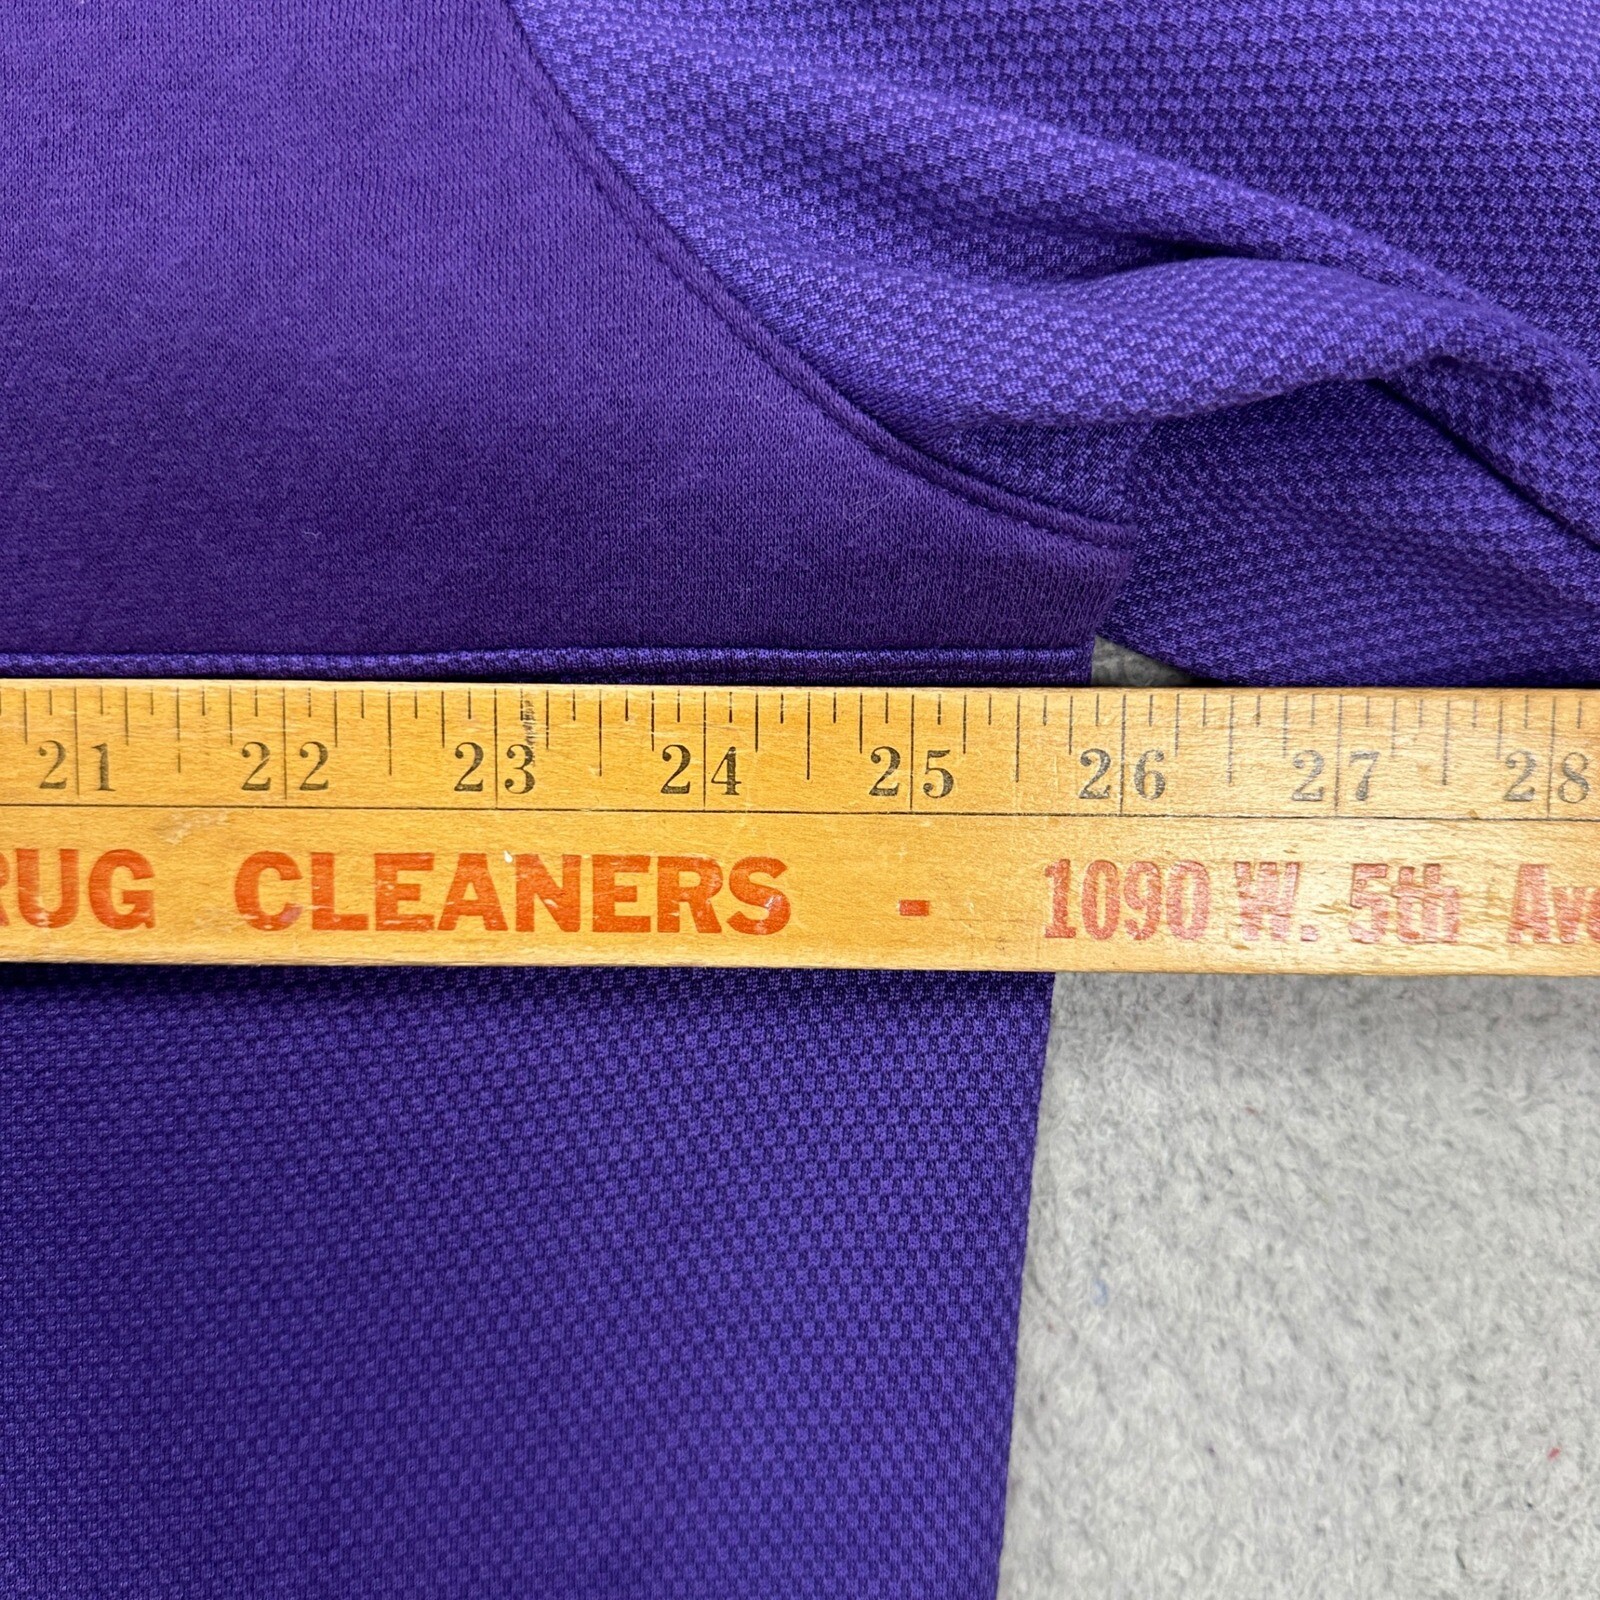 21 22 23 24 25 26 27 28
RUG CLEANERS - 1090 W. 5th Ave